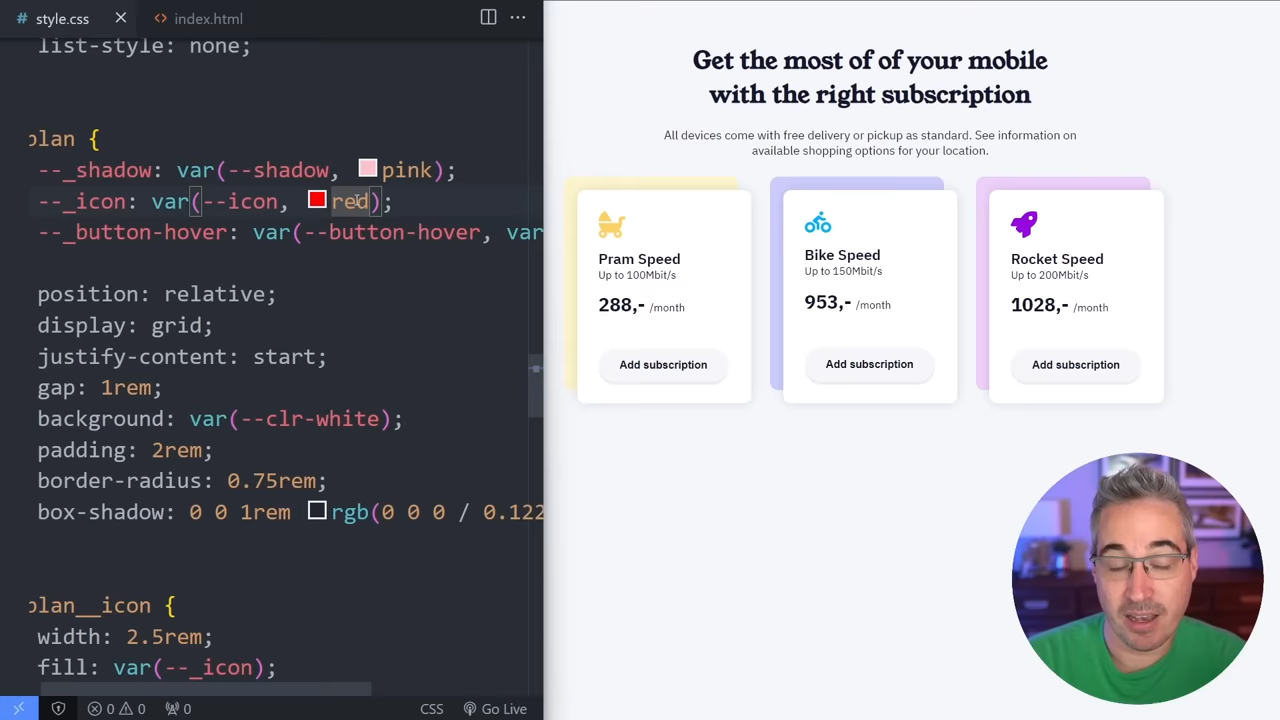 style.css
index.html
list-style: none;
plan {
--_shadow: var(--shadow, pink);
--_icon: var(--icon, red);
--_button-hover: var(--button-hover, var
position: relative;
display: grid;
justify-content: start;
gap: 1rem;
background: var(--clr-white);
padding: 2rem;
border-radius: 0.75rem;
box-shadow: 0 0 1rem rgb(0 0 0 / 0.122
plan__icon {
width: 2.5rem;
fill: var(--_icon);
0 0
0
CSS
Go Live
Get the most of of your mobile
with the right subscription
All devices come with free delivery or pickup as standard. See information on
available shopping options for your location.
Pram Speed
Up to 100Mbit/s
288,- /month
Add subscription
Bike Speed
Up to 150Mbit/s
953,- /month
Add subscription
Rocket Speed
Up to 200Mbit/s
1028,- /month
Add subscription